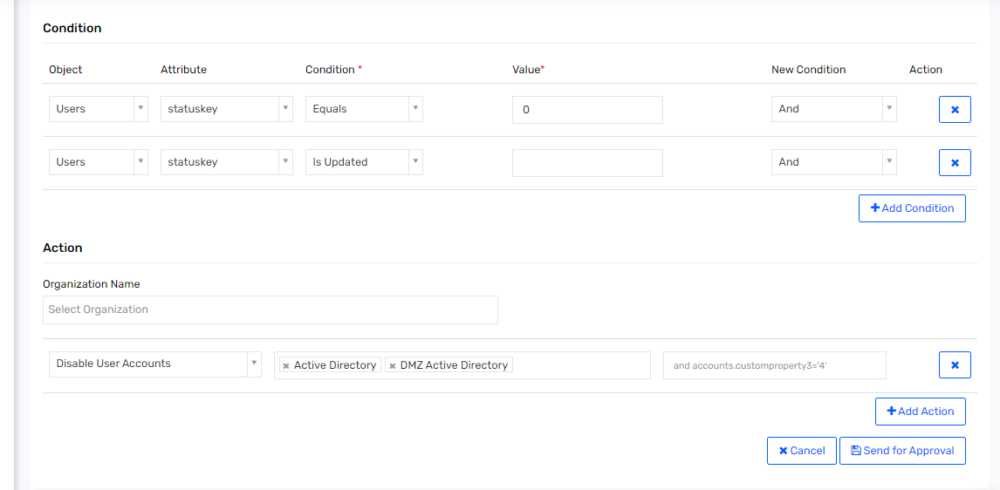 Condition
Object Attribute Condition * Value* New Condition Action
Users statuskey Equals 0 And
Users statuskey Is Updated And
Add Condition
Action
Organization Name
Select Organization
Disable User Accounts Active Directory DMZ Active Directory and accounts.customproperty3='4'
Add Action
Cancel Send for Approval